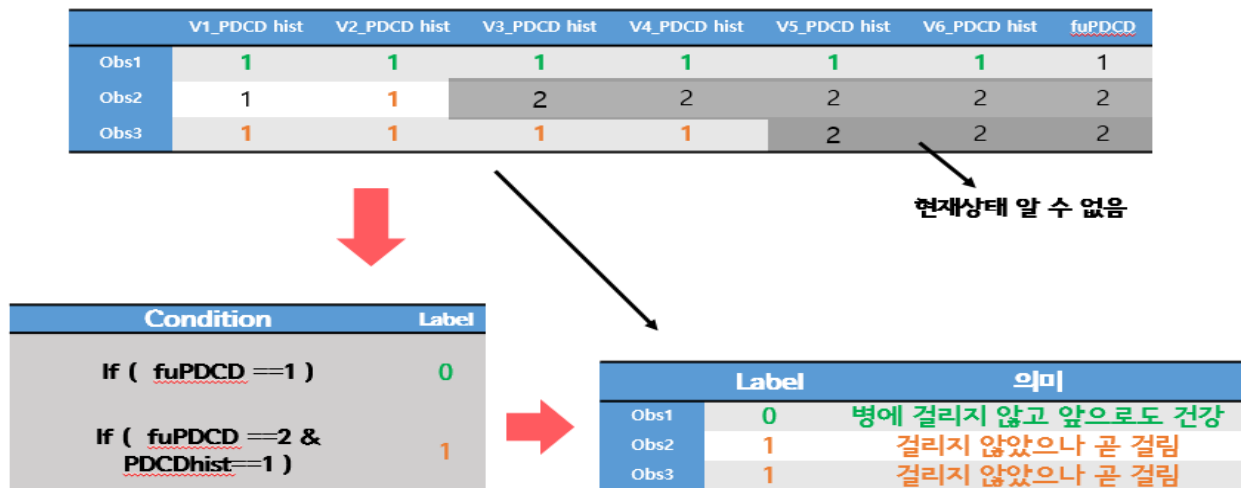 V1_PDCD hist V2_PDCD hist V3_PDCD hist V4_PDCD hist V5_PDCD hist V6_PDCD hist fuPDCD
Obs1 1 1 1 1 1 1 1
Obs2 1 1 2 2 2 2 2
Obs3 1 1 1 1 2 2 2
현재상태 알 수 없음
Condition Label
If ( fuPDCD ==1 ) 0
If ( fuPDCD ==2 &
PDCDhist==1 ) 1
Label 의미
Obs1 0 병에 걸리지 않고 앞으로도 건강
Obs2 1 걸리지 않았으나 곧 걸림
Obs3 1 걸리지 않았으나 곧 걸림